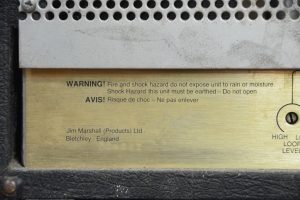 WARNING! Fire and shock hazard do not expose unit to rain or moisture.
Shock Hazard this unit must be earthed – Do not open
AVIS! Risque de choc – Ne pas enlever
Jim Marshall (Products) Ltd
Bletchley England
HIGH
LOOP
LEVEL